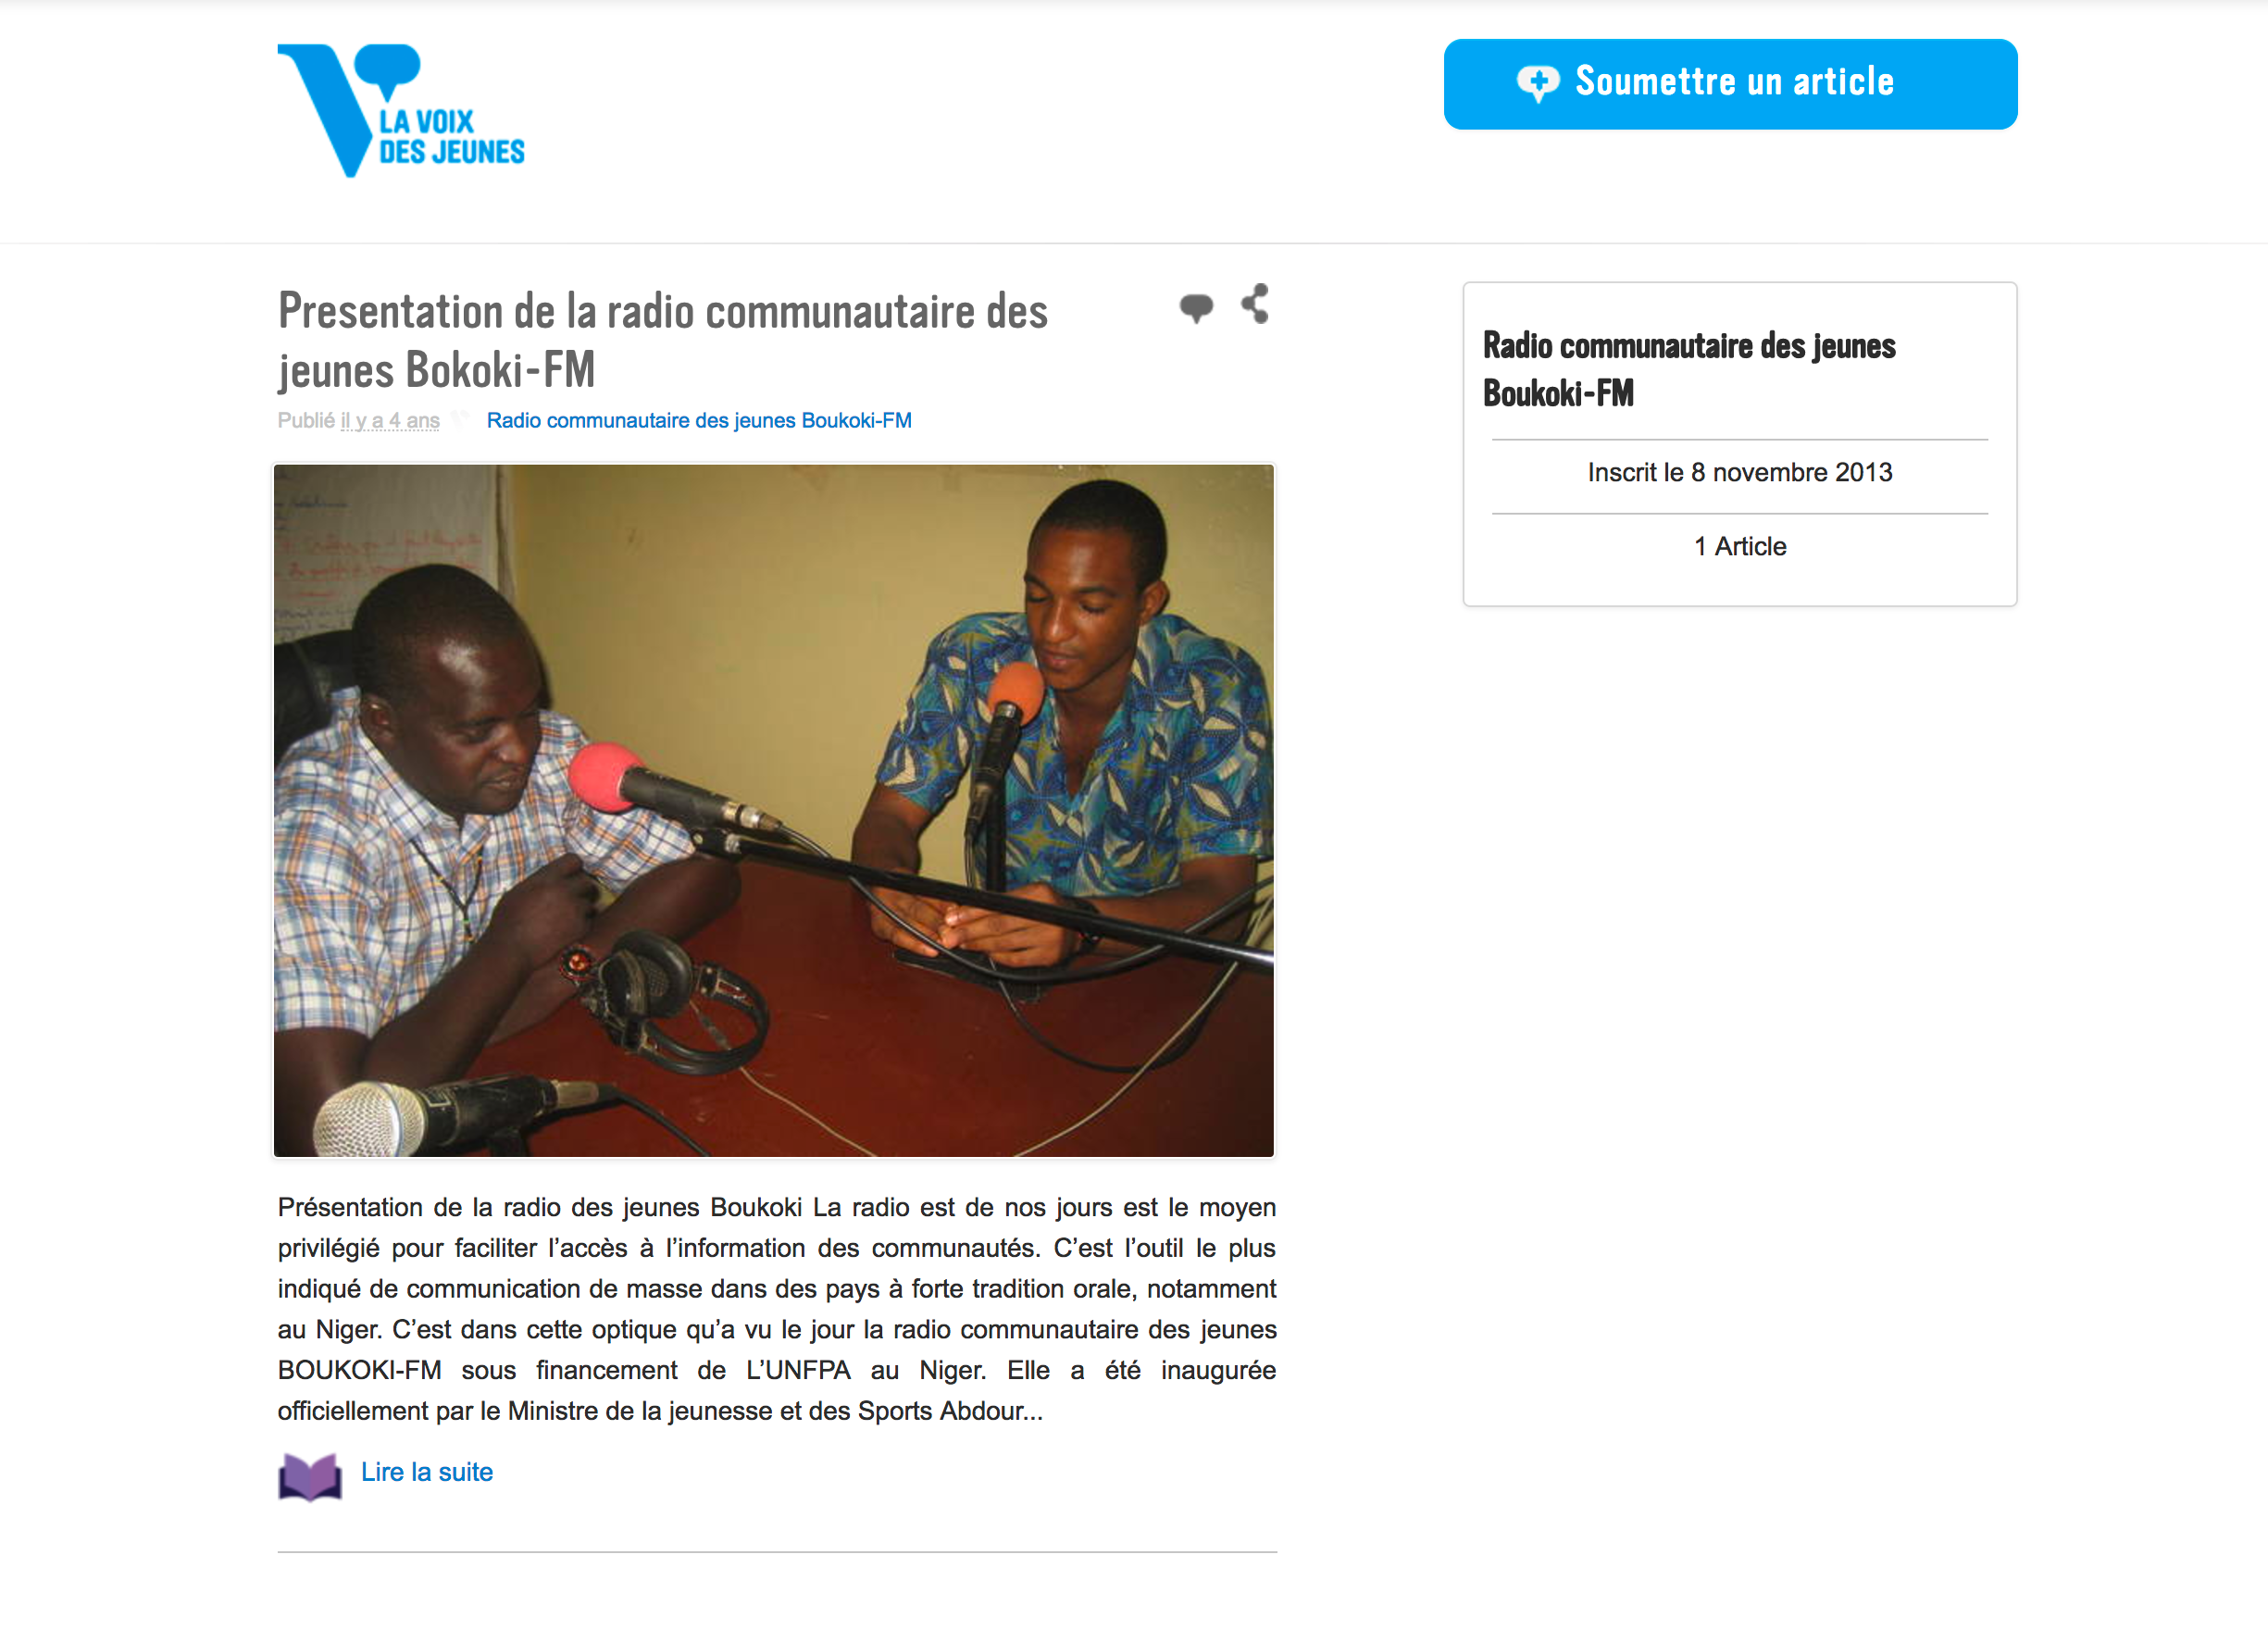 LA VOIX
DES JEUNES
Soumettre un article
Presentation de la radio communautaire des
jeunes Bokoki-FM
Publié il y a 4 ans
Radio communautaire des jeunes Boukoki-FM
Radio communautaire des jeunes
Boukoki-FM
Inscrit le 8 novembre 2013
1 Article
Présentation de la radio des jeunes Boukoki La radio est de nos jours est le moyen
privilégié pour faciliter l’accès à l’information des communautés. C’est l’outil le plus
indiqué de communication de masse dans des pays à forte tradition orale, notamment
au Niger. C’est dans cette optique qu’a vu le jour la radio communautaire des jeunes
BOUKOKI-FM sous financement de L’UNFPA au Niger. Elle a été inaugurée
officiellement par le Ministre de la jeunesse et des Sports Abdour...
Lire la suite